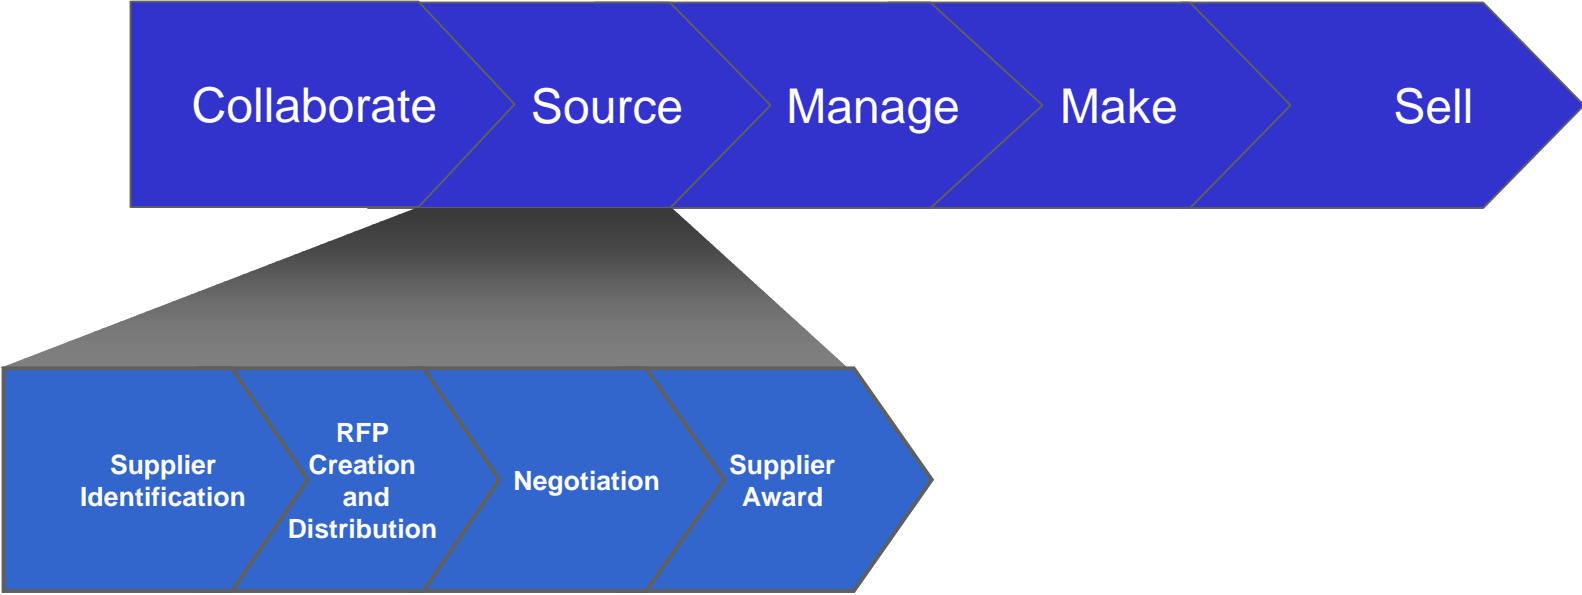 Collaborate
Source
Manage
Make
Sell
Supplier
Identification
RFP
Creation
and
Distribution
Negotiation
Supplier
Award